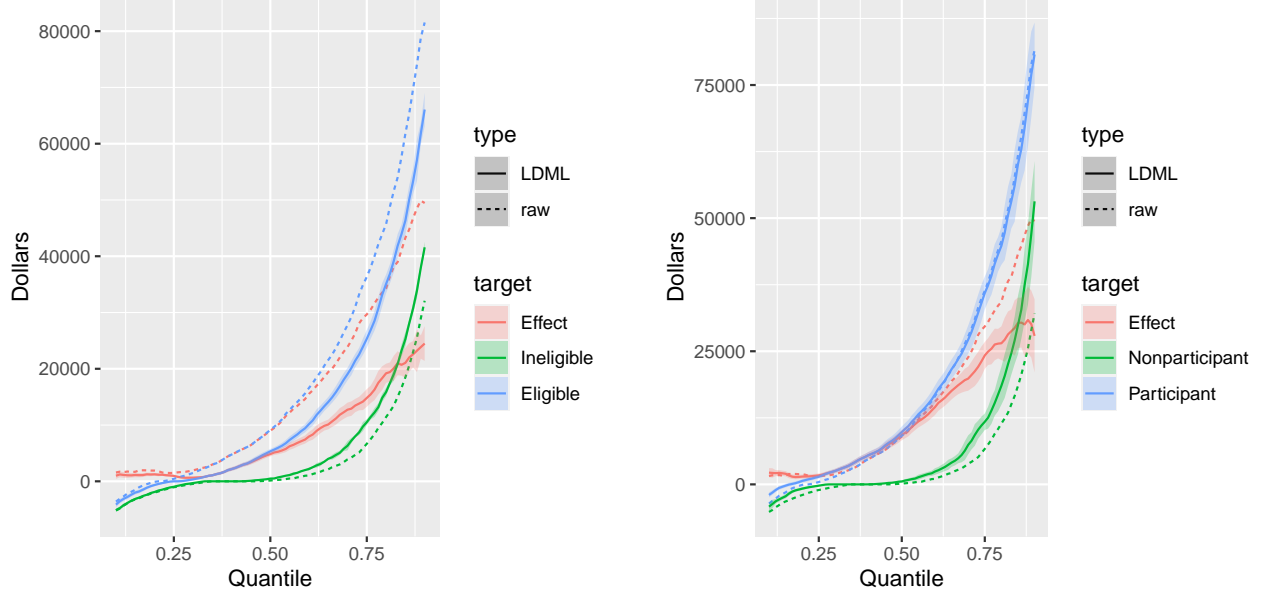 80000
60000
40000
20000
0
Dollars
0.25 0.50 0.75
Quantile
type
LDML
raw
target
Effect
Ineligible
Eligible
75000
50000
25000
0
Dollars
0.25 0.50 0.75
Quantile
type
LDML
raw
target
Effect
Nonparticipant
Participant